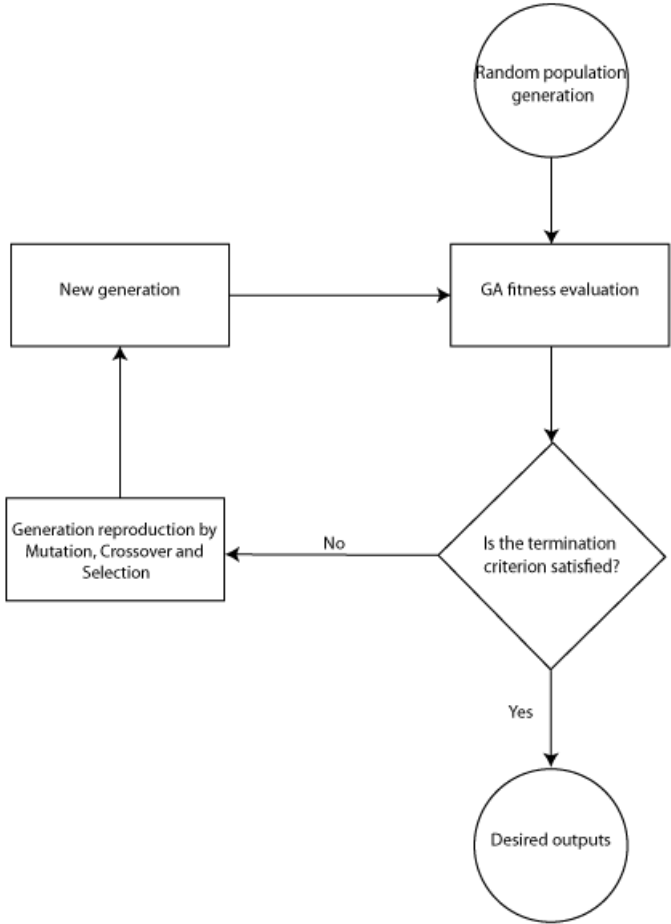 Random population
generation
New generation
GA fitness evaluation
Generation reproduction by
Mutation, Crossover and
Selection
No
Is the termination
criterion satisfied?
Yes
Desired outputs